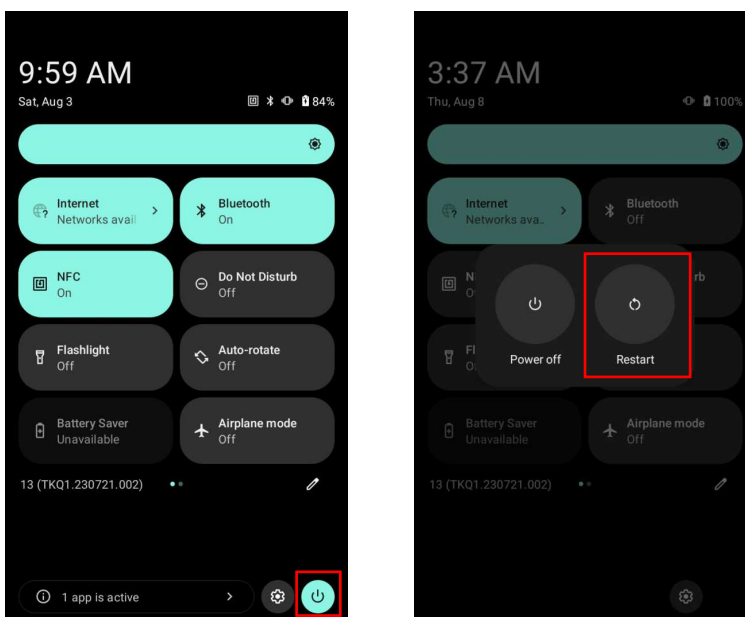 9:59 AM
Sat, Aug 3
84%
Internet
Networks avail
Bluetooth
On
NFC
On
Do Not Disturb
Off
Flashlight
Off
Auto-rotate
Off
Battery Saver
Unavailable
Airplane mode
Off
13 (TKQ1.230721.002)
1 app is active
3:37 AM
Thu, Aug 8
100%
Internet
Networks ava..
Bluetooth
Off
N
rb
Power off
Restart
Fl
Battery Saver
Unavailable
Airplane mode
Off
13 (TKQ1.230721.002)